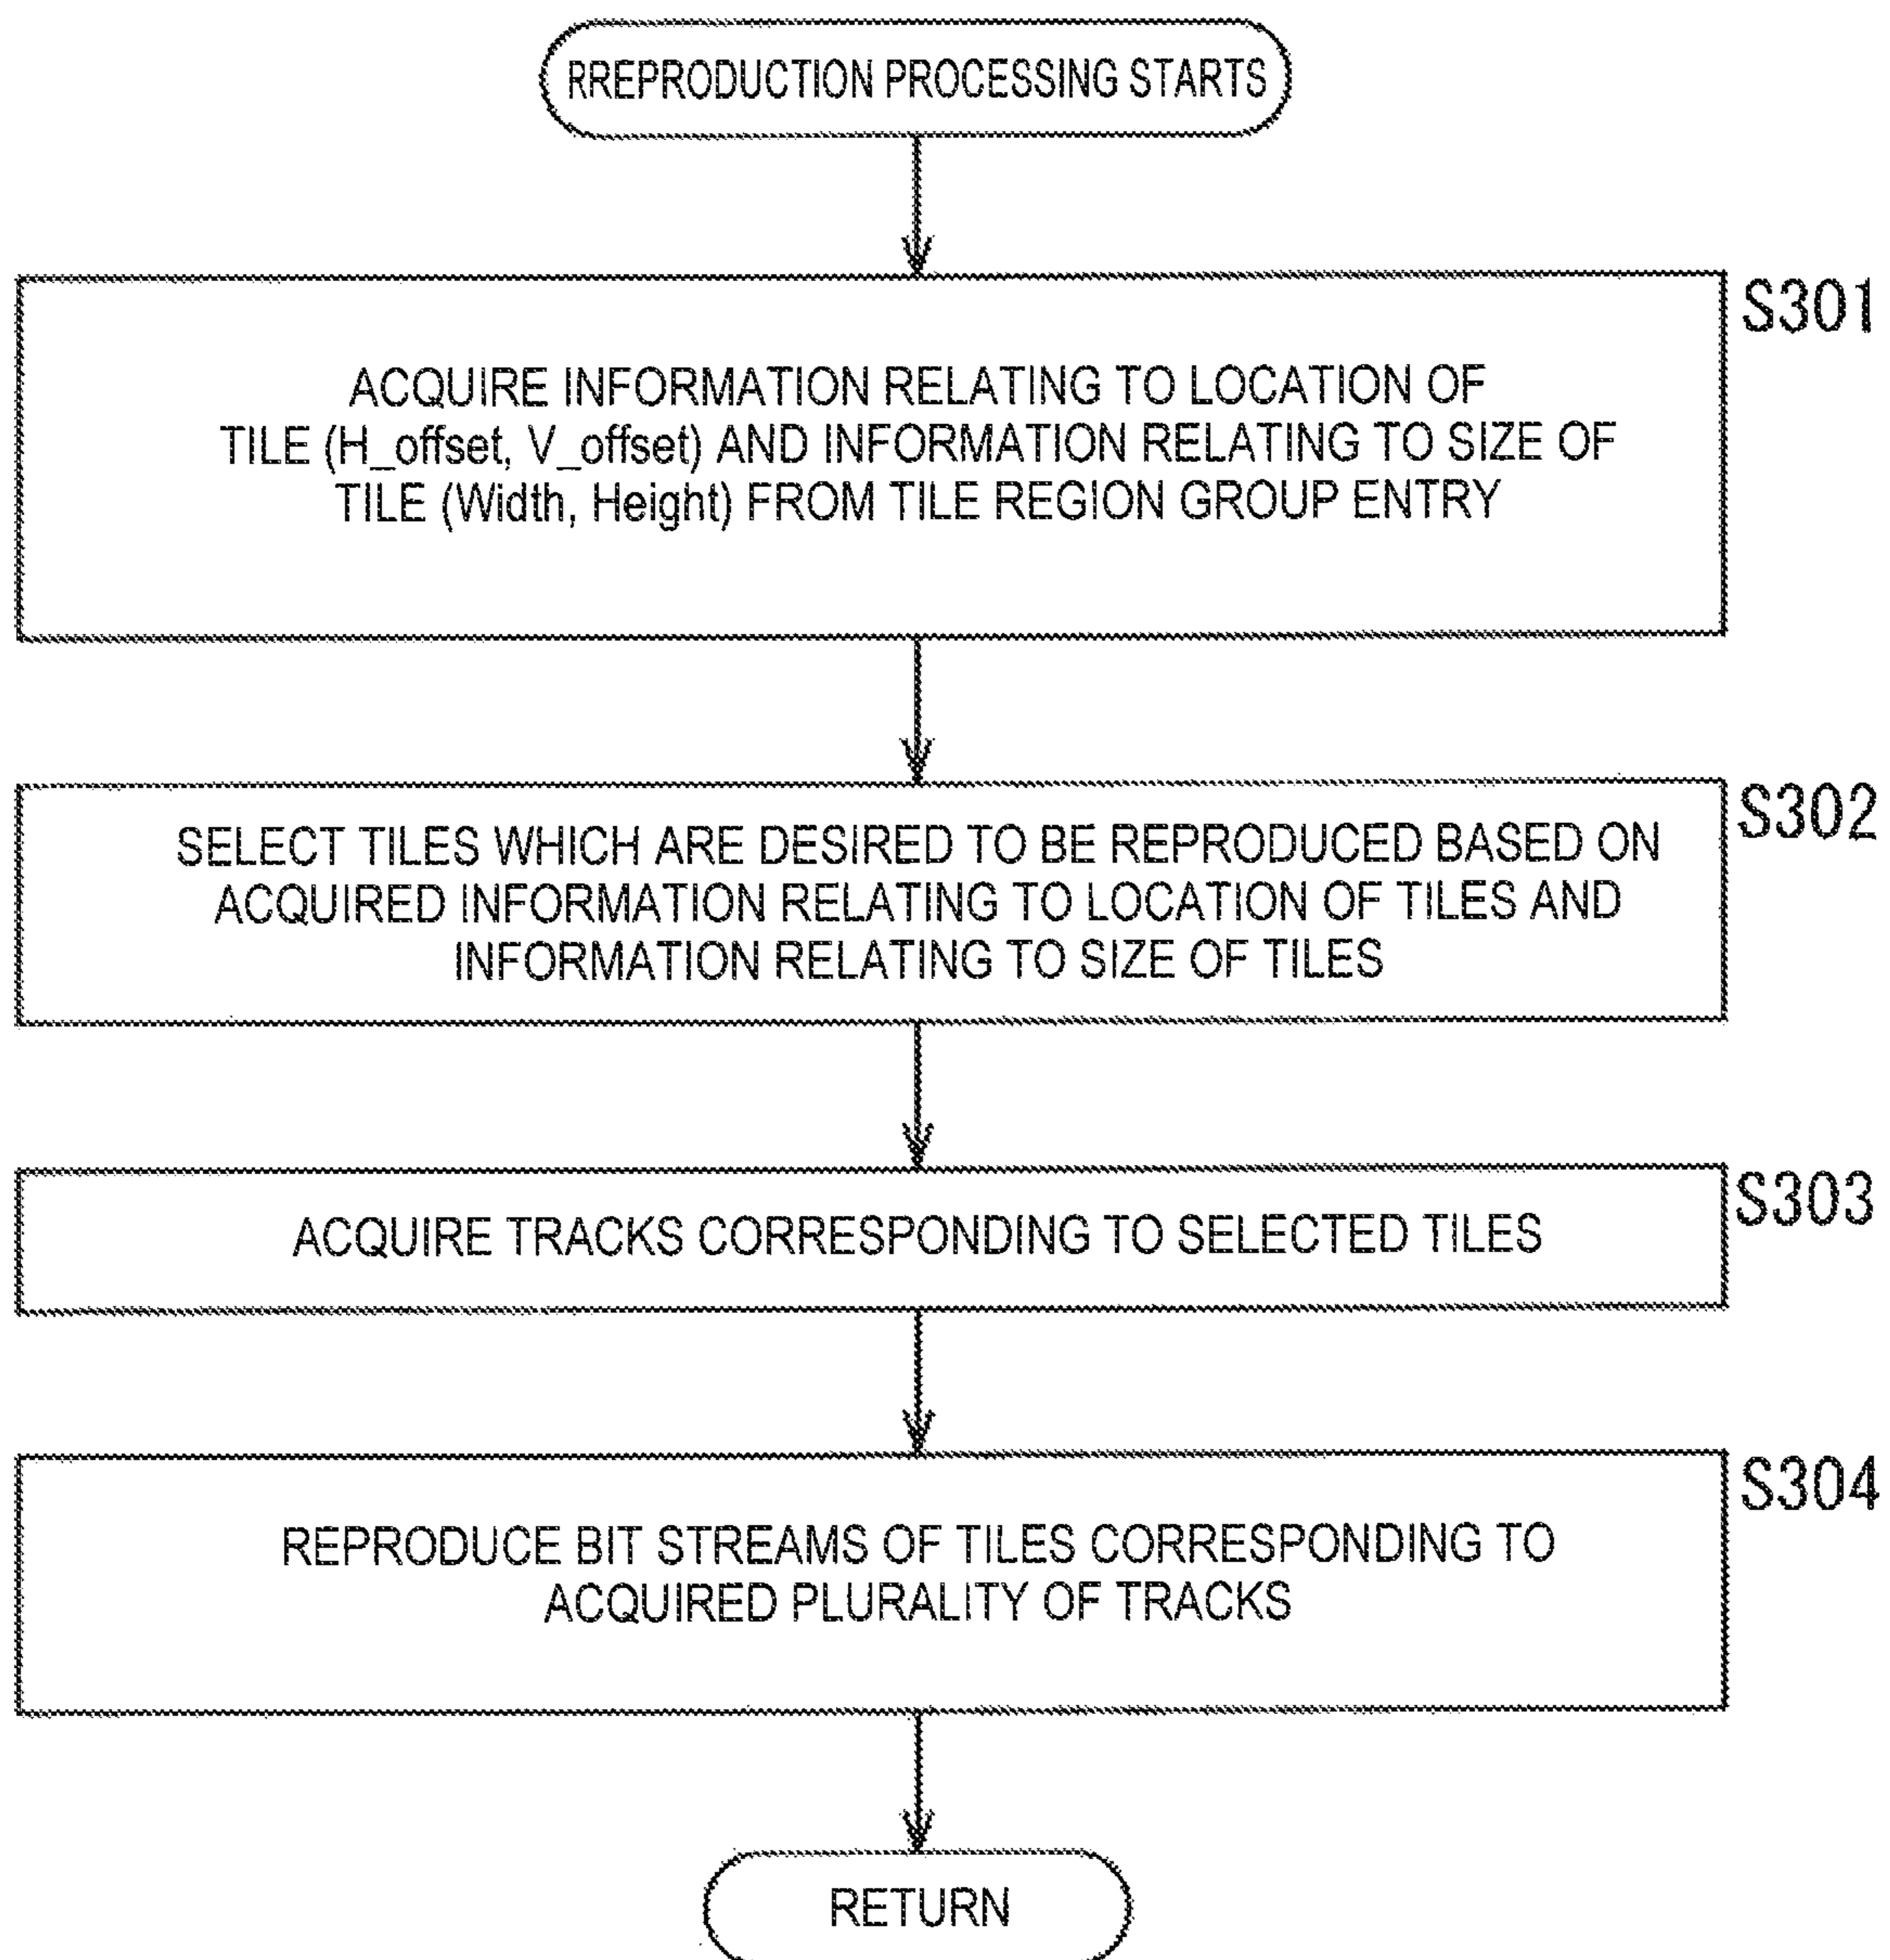 RREPRODUCTION PROCESSING STARTS
S301
ACQUIRE INFORMATION RELATING TO LOCATION OF
TILE (H_offset, V_offset) AND INFORMATION RELATING TO SIZE OF
TILE (Width, Height) FROM TILE REGION GROUP ENTRY
S302
SELECT TILES WHICH ARE DESIRED TO BE REPRODUCED BASED ON
ACQUIRED INFORMATION RELATING TO LOCATION OF TILES AND
INFORMATION RELATING TO SIZE OF TILES
S303
ACQUIRE TRACKS CORRESPONDING TO SELECTED TILES
S304
REPRODUCE BIT STREAMS OF TILES CORRESPONDING TO
ACQUIRED PLURALITY OF TRACKS
RETURN